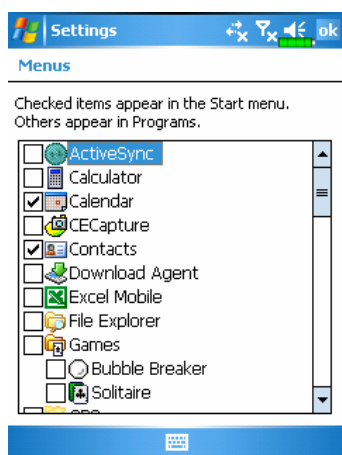 Settings
ok
Menus
Checked items appear in the Start menu.
Others appear in Programs.
ActiveSync
Calculator
Calendar
CECapture
Contacts
Download Agent
Excel Mobile
File Explorer
Games
Bubble Breaker
Solitaire